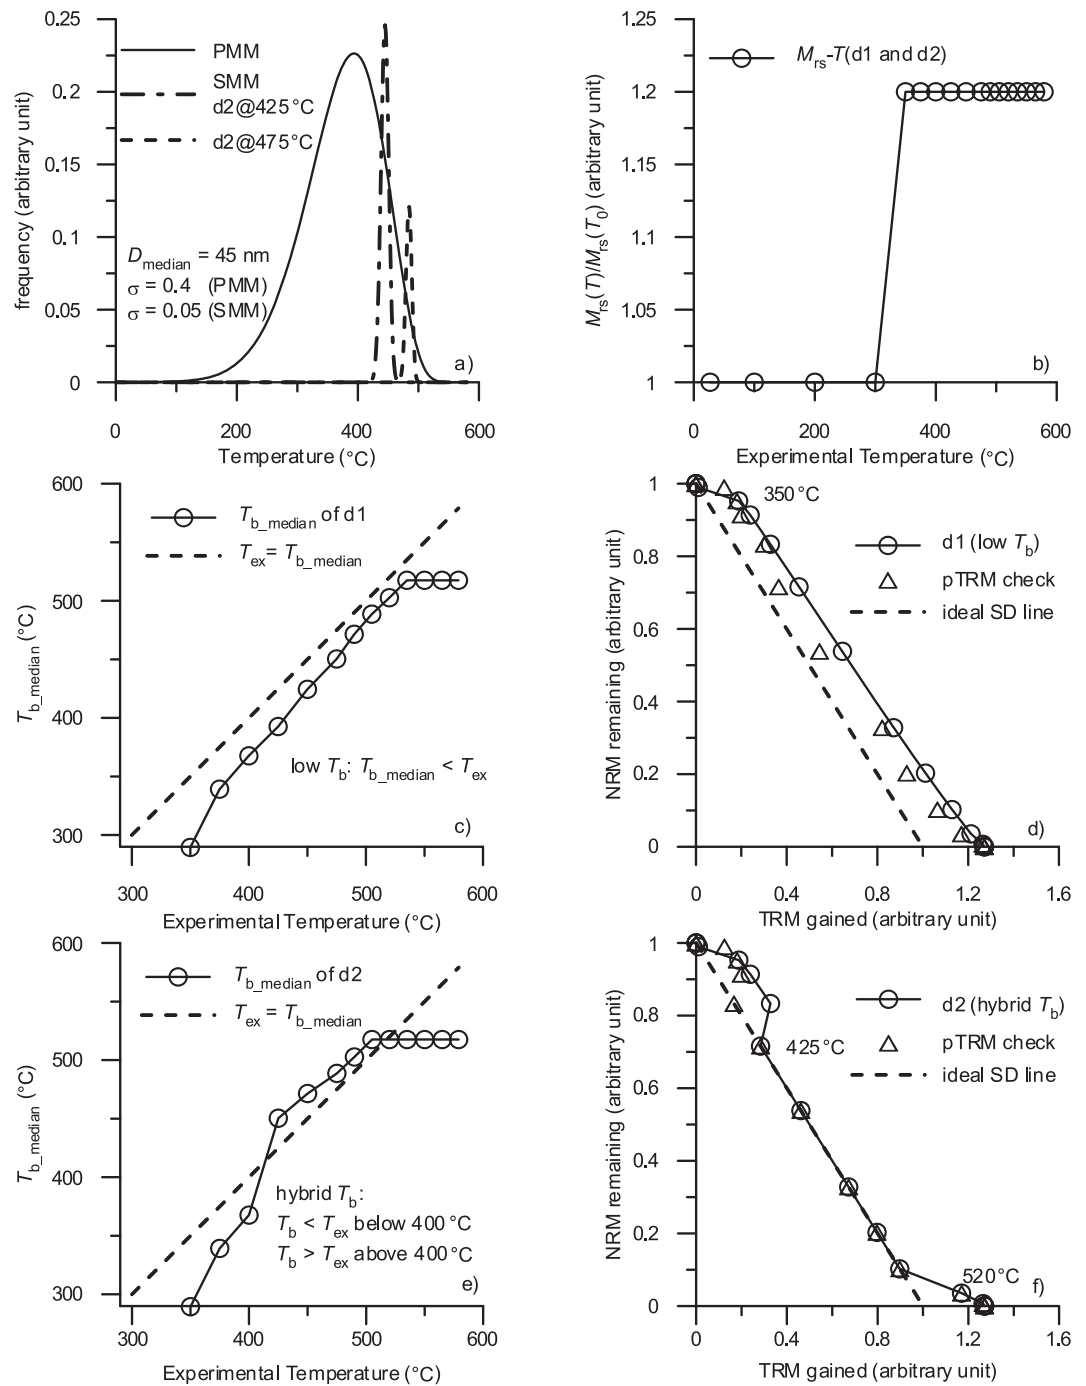 0.25
0.2
0.15
0.1
0.05
0
frequency (arbitrary unit)
PMM
SMM
d2@425°C
d2@475°C
D_median = 45 nm
σ = 0.4 (PMM)
σ = 0.05 (SMM)
a)
0 200 400 600
Temperature (°C)
1.25
1.2
1.15
1.1
1.05
1
M_rs(T)/M_rs(T_0) (arbitrary unit)
M_rs-T(d1 and d2)
b)
0 200 400 600
Experimental Temperature (°C)
600
500
400
300
T_b_median (°C)
T_b_median of d1
T_ex = T_b_median
low T_b: T_b_median < T_ex
c)
300 400 500 600
Experimental Temperature (°C)
1
0.8
0.6
0.4
0.2
0
NRM remaining (arbitrary unit)
350°C
d1 (low T_b)
pTRM check
ideal SD line
d)
0 0.4 0.8 1.2 1.6
TRM gained (arbitrary unit)
600
500
400
300
T_b_median (°C)
T_b_median of d2
T_ex = T_b_median
hybrid T_b:
T_b < T_ex below 400°C
T_b > T_ex above 400°C
e)
300 400 500 600
Experimental Temperature (°C)
1
0.8
0.6
0.4
0.2
0
NRM remaining (arbitrary unit)
d2 (hybrid T_b)
425°C
pTRM check
ideal SD line
520°C
f)
0 0.4 0.8 1.2 1.6
TRM gained (arbitrary unit)